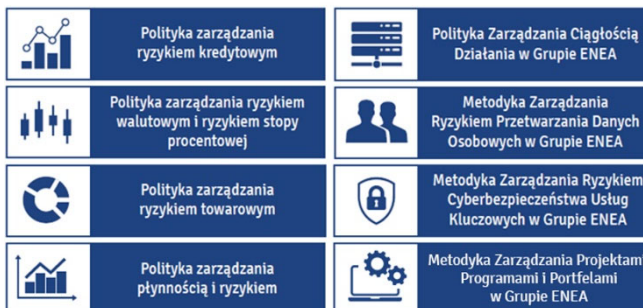 Polityka zarządzania
ryzykiem kredytowym
Polityka zarządzania ryzykiem
walutowym i ryzykiem stopy
procentowej
Polityka zarządzania
ryzykiem towarowym
Polityka zarządzania
płynnością i ryzykiem
Polityka Zarządzania Ciągłością
Działania w Grupie ENEA
Metodyka Zarządzania
Ryzykiem Przetwarzania Danych
Osobowych w Grupie ENEA
Metodyka Zarządzania Ryzykiem
Cyberbezpieczeństwa Usług
Kluczowych w Grupie ENEA
Metodyka Zarządzania Projektami
Programami i Portfelami
w Grupie ENEA